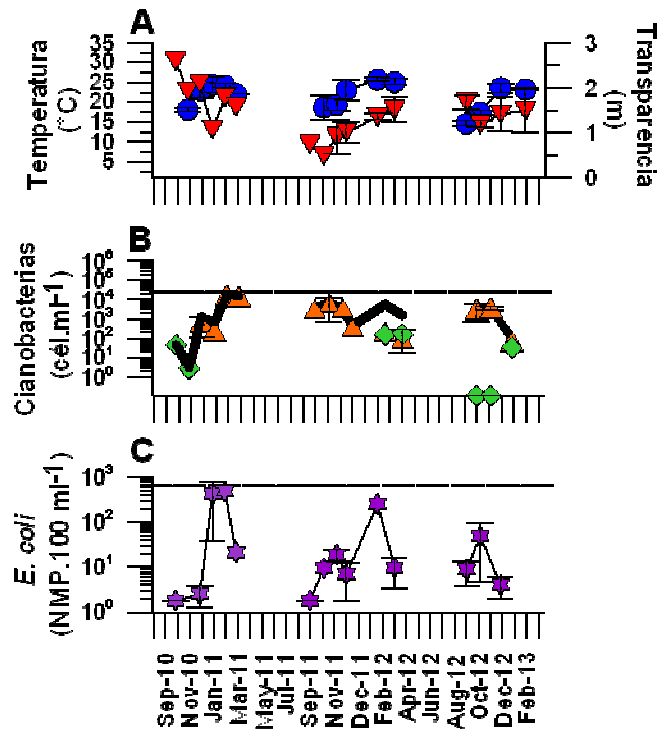 A
35
30
25
20
15
10
5
Temperatura
(°C)
3
2
1
0
Transparencia
(m)
B
10⁶
10⁵
10⁴
10³
10²
10¹
10⁰
Cianobacterias
(cél.ml⁻¹)
C
10³
10²
10¹
10⁰
E. coli
(NMP.100 ml⁻¹)
Sep-10
Nov-10
Jan-11
Mar-11
May-11
Jul-11
Sep-11
Nov-11
Dec-11
Feb-12
Apr-12
Jun-12
Aug-12
Oct-12
Dec-12
Feb-13